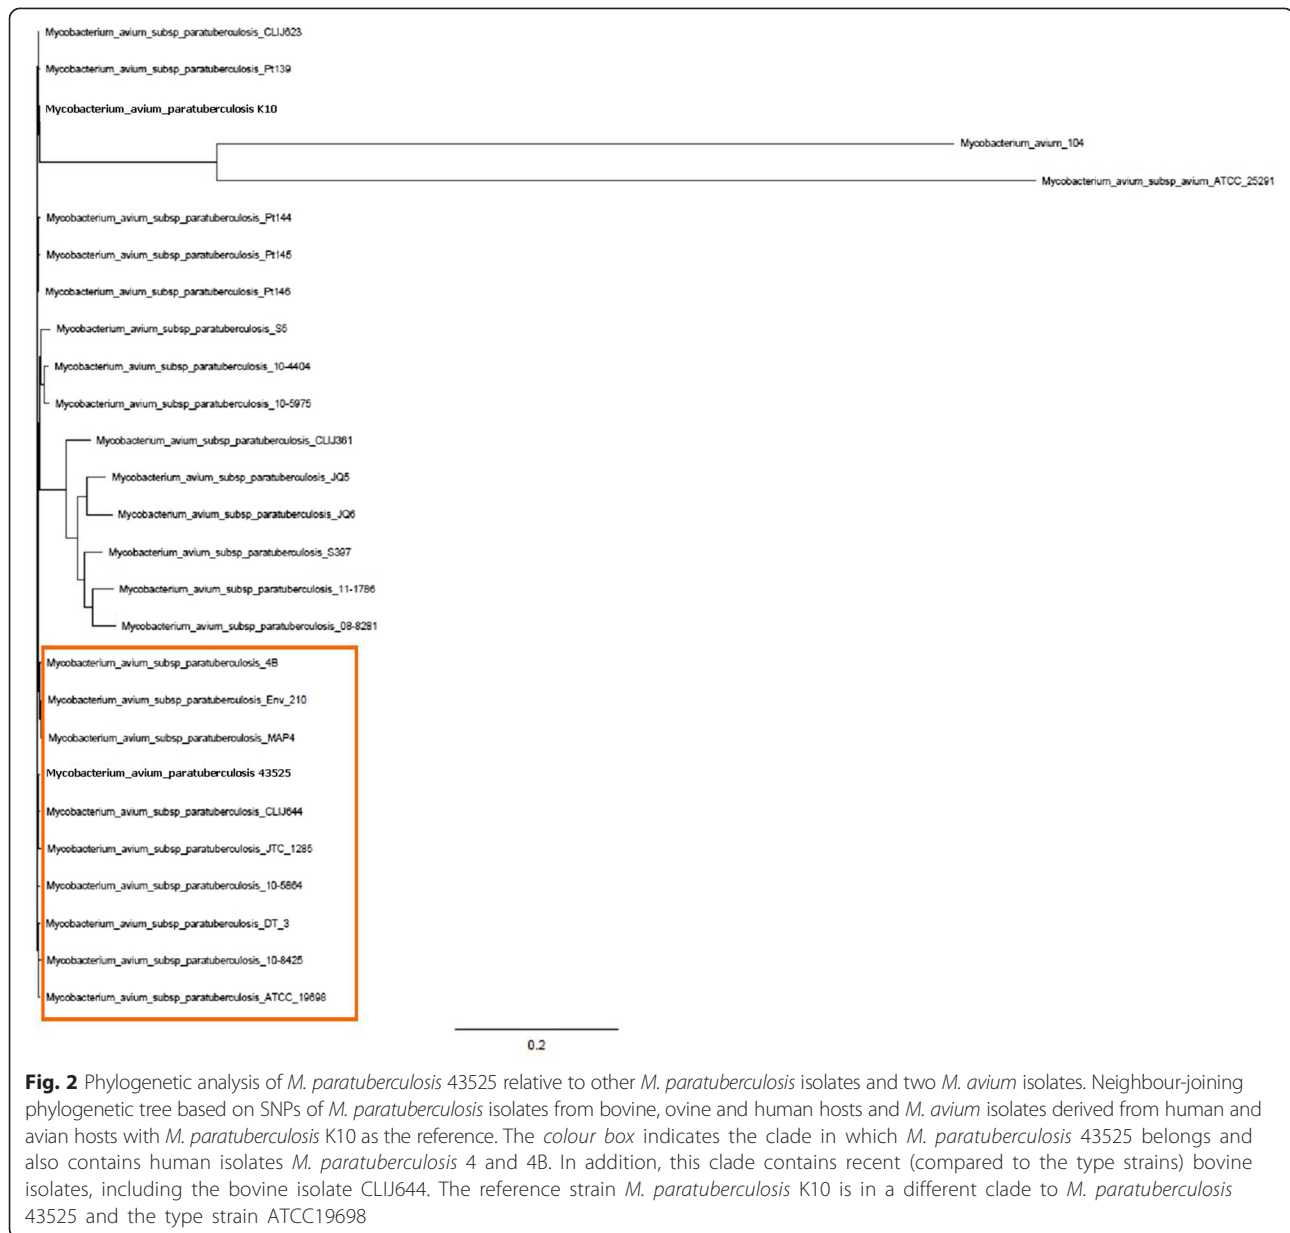 Mycobacterium_avium_subsp_paratuberculosis_CLIJ623
Mycobacterium_avium_subsp_paratuberculosis_Pt139
Mycobacterium_avium_paratuberculosis K10
Mycobacterium_avium_104
Mycobacterium_avium_subsp_avium_ATCC_25291
Mycobacterium_avium_subsp_paratuberculosis_Pt144
Mycobacterium_avium_subsp_paratuberculosis_Pt145
Mycobacterium_avium_subsp_paratuberculosis_Pt146
Mycobacterium_avium_subsp_paratuberculosis_S5
Mycobacterium_avium_subsp_paratuberculosis_10-4404
Mycobacterium_avium_subsp_paratuberculosis_10-5975
Mycobacterium_avium_subsp_paratuberculosis_CLIJ361
Mycobacterium_avium_subsp_paratuberculosis_JQ5
Mycobacterium_avium_subsp_paratuberculosis_JQ6
Mycobacterium_avium_subsp_paratuberculosis_S397
Mycobacterium_avium_subsp_paratuberculosis_11-1786
Mycobacterium_avium_subsp_paratuberculosis_08-8281
Mycobacterium_avium_subsp_paratuberculosis_4B
Mycobacterium_avium_subsp_paratuberculosis_Env_210
Mycobacterium_avium_subsp_paratuberculosis_MAP4
Mycobacterium_avium_paratuberculosis 43525
Mycobacterium_avium_subsp_paratuberculosis_CLIJ644
Mycobacterium_avium_subsp_paratuberculosis_JTC_1285
Mycobacterium_avium_subsp_paratuberculosis_10-5864
Mycobacterium_avium_subsp_paratuberculosis_DT_3
Mycobacterium_avium_subsp_paratuberculosis_10-8425
Mycobacterium_avium_subsp_paratuberculosis_ATCC_19698
0.2
Fig. 2 Phylogenetic analysis of M. paratuberculosis 43525 relative to other M. paratuberculosis isolates and two M. avium isolates. Neighbour-joining
phylogenetic tree based on SNPs of M. paratuberculosis isolates from bovine, ovine and human hosts and M. avium isolates derived from human and
avian hosts with M. paratuberculosis K10 as the reference. The colour box indicates the clade in which M. paratuberculosis 43525 belongs and
also contains human isolates M. paratuberculosis 4 and 4B. In addition, this clade contains recent (compared to the type strains) bovine
isolates, including the bovine isolate CLIJ644. The reference strain M. paratuberculosis K10 is in a different clade to M. paratuberculosis
43525 and the type strain ATCC19698